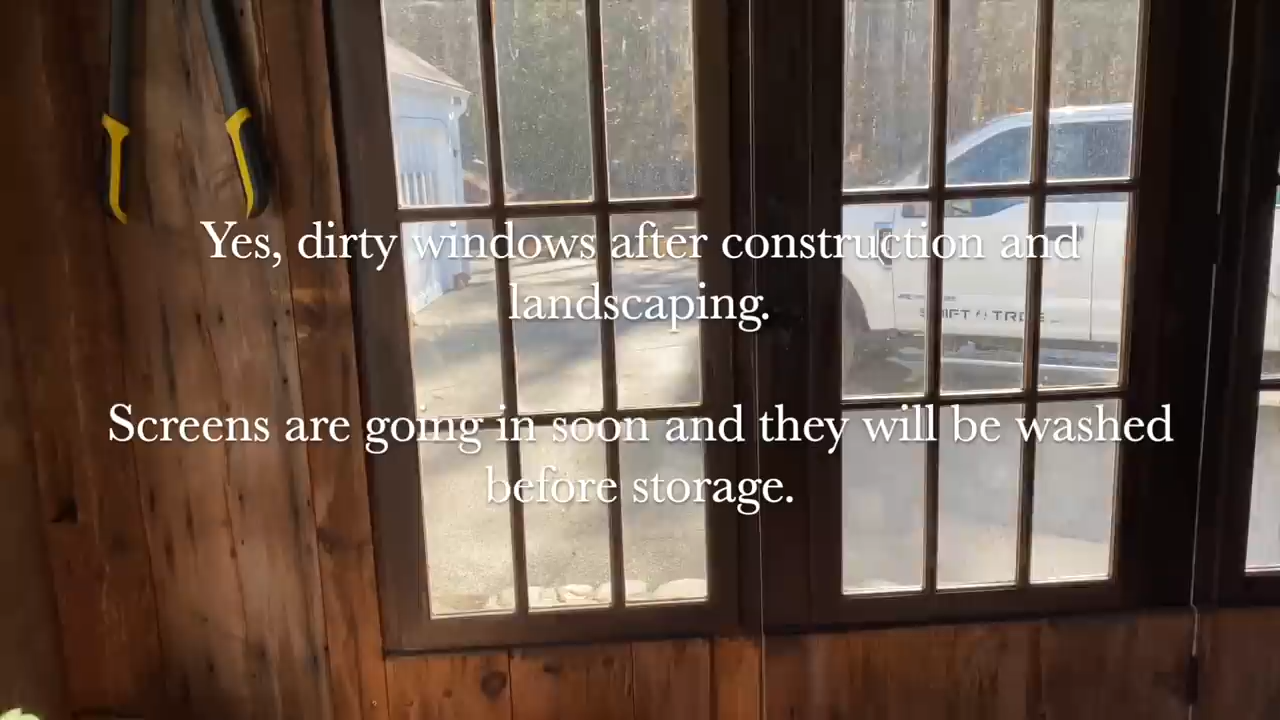 Yes, dirty windows after construction and
landscaping.
Screens are going in soon and they will be washed
before storage.